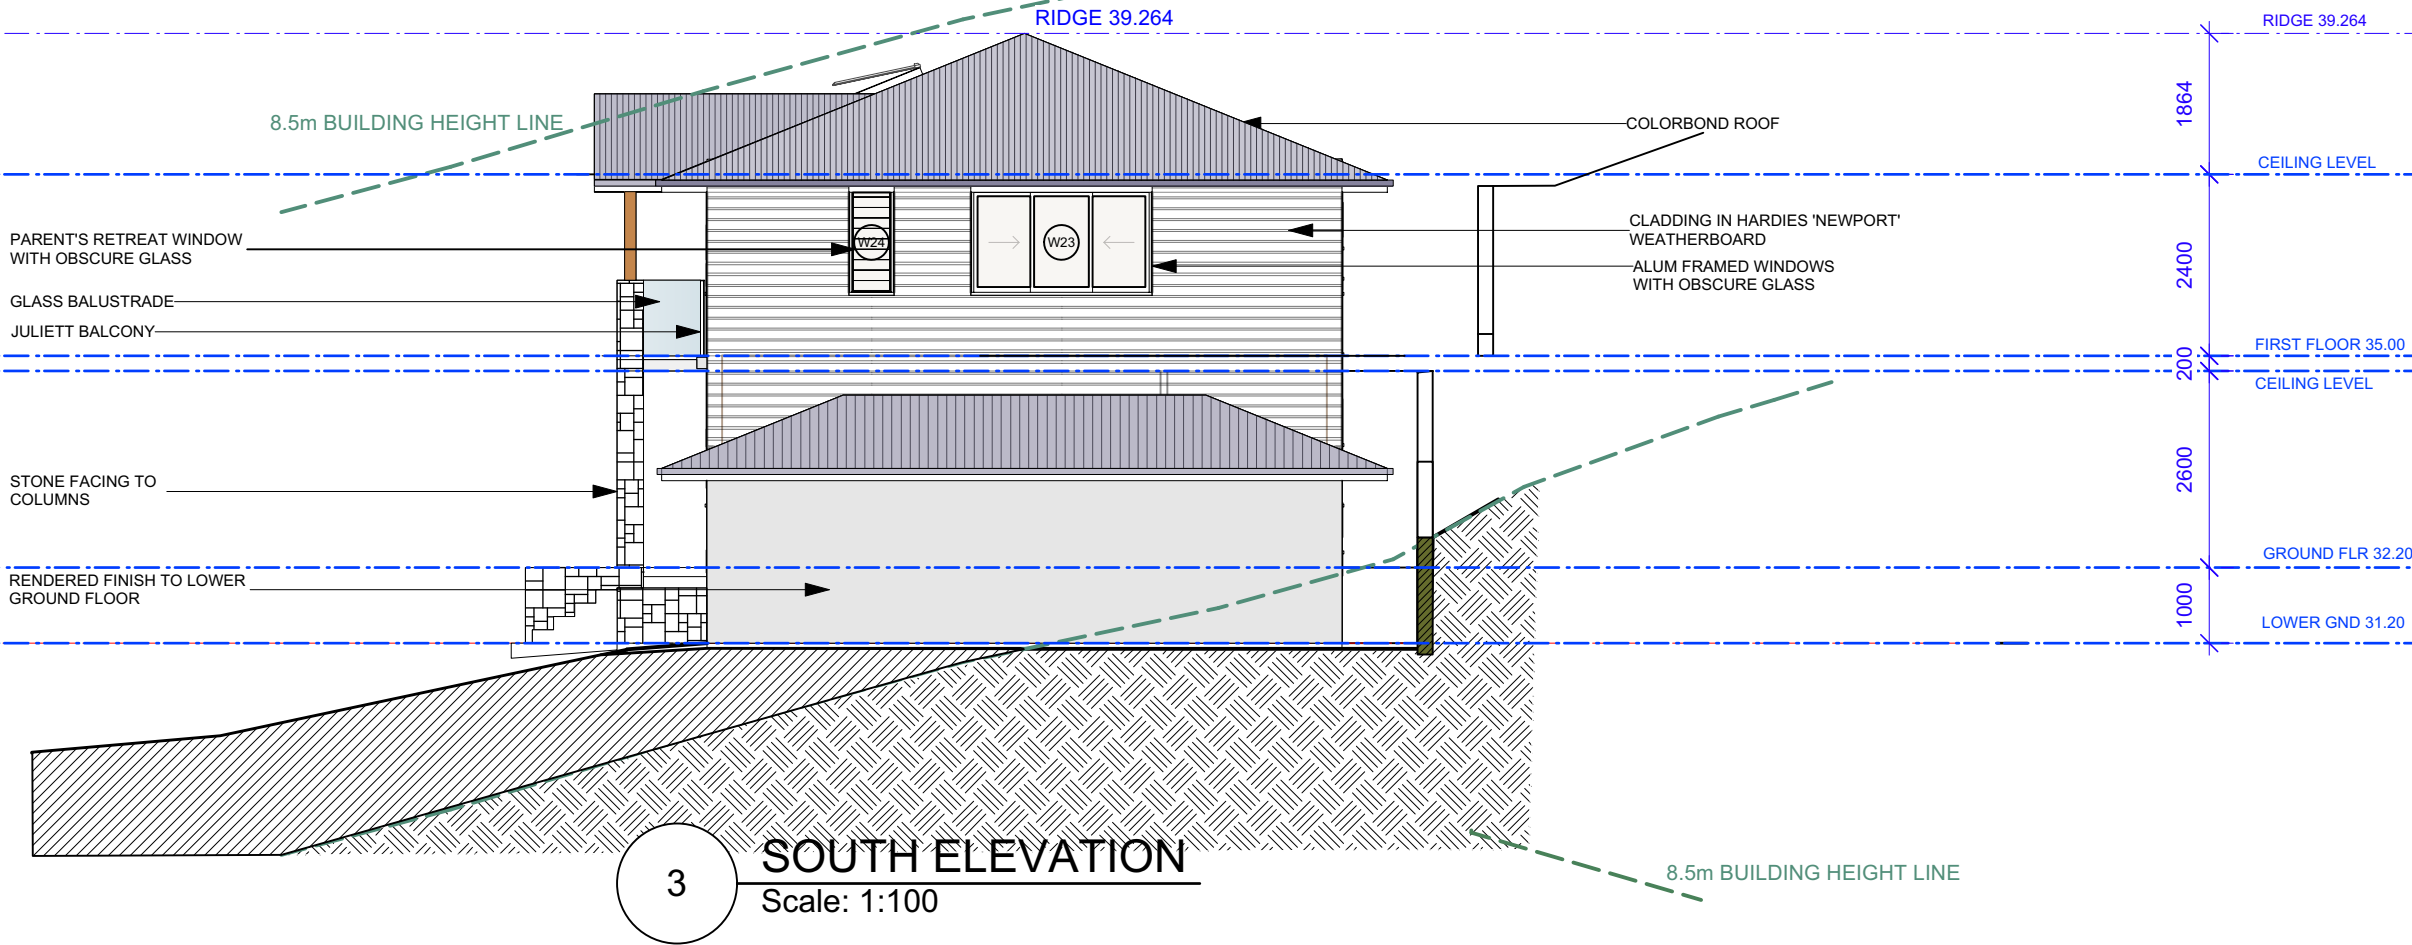 RIDGE 39.264
RIDGE 39.264
1864
8.5m BUILDING HEIGHT LINE
COLORBOND ROOF
CEILING LEVEL
PARENT'S RETREAT WINDOW
WITH OBSCURE GLASS
W24
W23
CLADDING IN HARDIES 'NEWPORT'
WEATHERBOARD
ALUM FRAMED WINDOWS
WITH OBSCURE GLASS
2400
GLASS BALUSTRADE
JULIETT BALCONY
FIRST FLOOR 35.00
200
CEILING LEVEL
STONE FACING TO
COLUMNS
2600
GROUND FLR 32.20
RENDERED FINISH TO LOWER
GROUND FLOOR
1000
LOWER GND 31.20
3
SOUTH ELEVATION
Scale: 1:100
8.5m BUILDING HEIGHT LINE